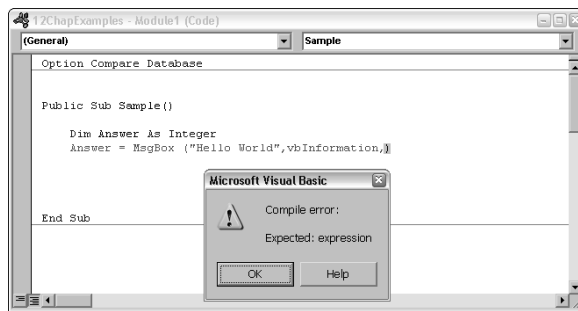 12ChapExamples - Module1 (Code)
(General) Sample
Option Compare Database
Public Sub Sample()
Dim Answer As Integer
Answer = MsgBox ("Hello World",vbInformation,)
End Sub
Microsoft Visual Basic
Compile error:
Expected: expression
OK Help